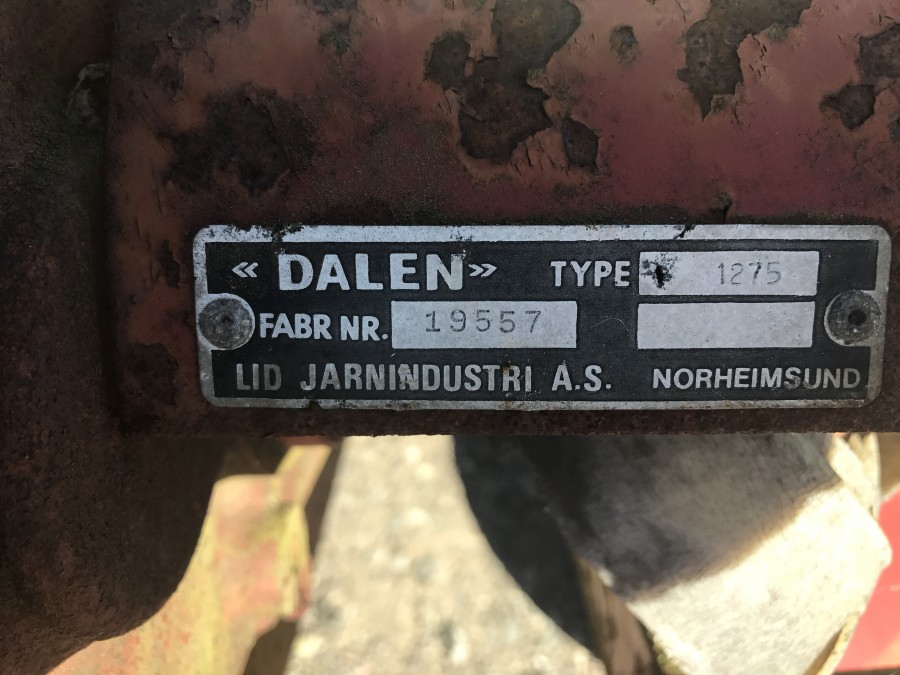 « DALEN » TYPE 1275
FABR NR. 19557
LID JARNINDUSTRI A.S. NORHEIMSUND